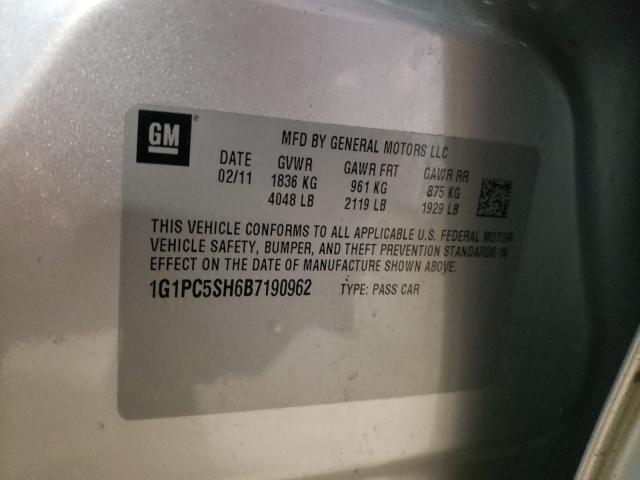 GM
MFD BY GENERAL MOTORS LLC
DATE GVWR GAWR FRT GAWR RR
02/11 1836 KG 961 KG 875 KG
4048 LB 2119 LB 1929 LB
THIS VEHICLE CONFORMS TO ALL APPLICABLE U.S. FEDERAL MOTOR
VEHICLE SAFETY, BUMPER, AND THEFT PREVENTION STANDARDS IN
EFFECT ON THE DATE OF MANUFACTURE SHOWN ABOVE.
1G1PC5SH6B7190962 TYPE: PASS CAR